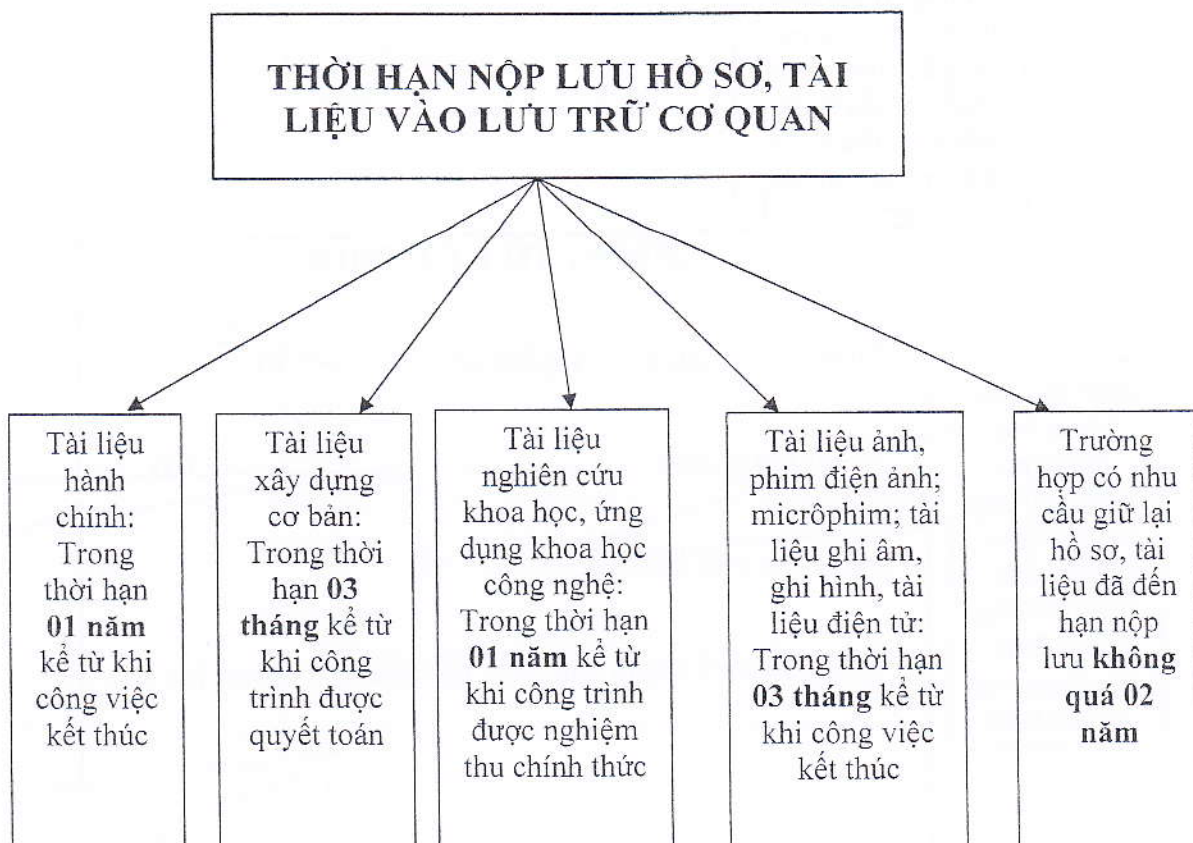 THỜI HẠN NỘP LƯU HỒ SƠ, TÀI
LIỆU VÀO LƯU TRỮ CƠ QUAN
Tài liệu
hành
chính:
Trong
thời hạn
01 năm
kể từ khi
công việc
kết thúc
Tài liệu
xây dựng
cơ bản:
Trong thời
hạn 03
tháng kể từ
khi công
trình được
quyết toán
Tài liệu
nghiên cứu
khoa học, ứng
dụng khoa học
công nghệ:
Trong thời hạn
01 năm kể từ
khi công trình
được nghiệm
thu chính thức
Tài liệu ảnh,
phim điện ảnh;
micrôphim; tài
liệu ghi âm,
ghi hình, tài
liệu điện tử:
Trong thời hạn
03 tháng kể từ
khi công việc
kết thúc
Trường
hợp có nhu
cầu giữ lại
hồ sơ, tài
liệu đã đến
hạn nộp
lưu không
quá 02
năm